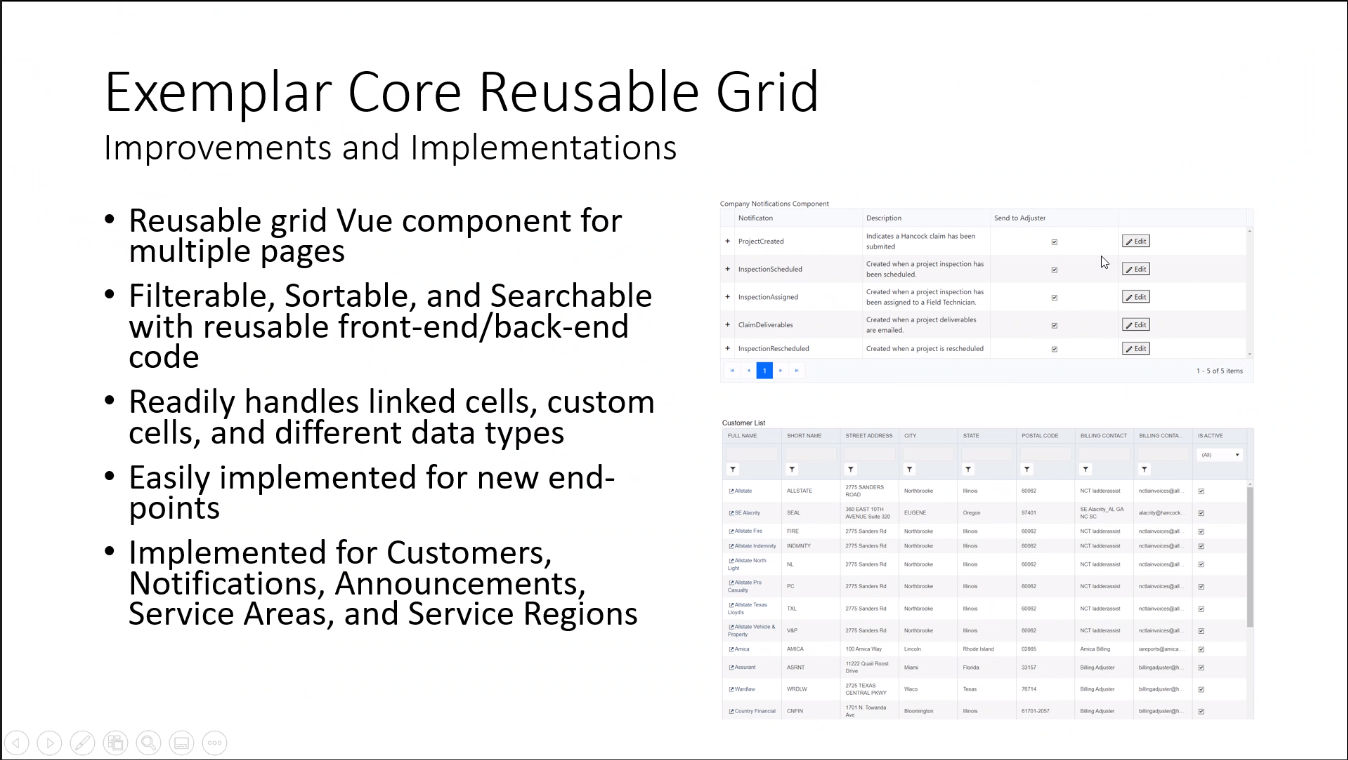 Exemplar Core Reusable Grid
Improvements and Implementations
• Reusable grid Vue component for
multiple pages
• Filterable, Sortable, and Searchable
with reusable front-end/back-end
code
• Readily handles linked cells, custom
cells, and different data types
• Easily implemented for new end-
points
• Implemented for Customers,
Notifications, Announcements,
Service Areas, and Service Regions
Company Notifications Component
Notificaton Description Send to Adjuster
+ ProjectCreated Indicates a Hancock claim has been
submited Edit
+ InspectionScheduled Created when a project inspection has
been scheduled. Edit
+ InspectionAssigned Created when a project inspection has
been assigned to a Field Technician. Edit
+ ClaimDeliverables Created when a project deliverables
are emailed. Edit
+ InspectionRescheduled Created when a project is rescheduled Edit
1 1 - 5 of 5 items
Customer List
FULL NAME SHORT NAME STREET ADDRESS CITY STATE POSTAL CODE BILLING CONTACT BILLING CONTA... IS ACTIVE
(All)
Allstate ALLSTATE 2775 SANDERS
ROAD Northbrooke Illinois 60062 NCT ladderassist nctlainvoices@all...
SE Alacrity SEAL 360 EAST 10TH
AVENUE Suite 320 EUGENE Oregon 97401 SE Alacrity_AL GA
NC SC alacrity@hancock...
Allstate Fire FIRE 2775 Sanders Rd Northbrooke Illinois 60062 NCT ladderassist nctlainvoices@all...
Allstate Indemnity INDMNTY 2775 Sanders Rd Northbrooke Illinois 60062 NCT ladderassist nctlainvoices@all...
Allstate North
Light NL 2775 Sanders Rd Northbrooke Illinois 60062 NCT ladderassist nctlainvoices@all...
Allstate Pro
Casualty PC 2775 Sanders Rd Northbrooke Illinois 60062 NCT ladderassist nctlainvoices@all...
Allstate Texas
Lloyd's TXL 2775 Sanders Rd Northbrooke Illinois 60062 NCT ladderassist nctlainvoices@all...
Allstate Vehicle &
Property V&P 2775 Sanders Rd Northbrooke Illinois 60062 NCT ladderassist nctlainvoices@all...
Amica AMICA 100 Amica Way Lincoln Rhode Island 02865 Amica Billing iareports@amica...
Assurant ASRNT 11222 Quail Roost
Drive Miami Florida 33157 Billing Adjuster billingadjuster@h...
Wardlaw WRDLW 2725 TEXAS
CENTRAL PKWY Waco Texas 76714 Billing Adjuster billingadjuster@h...
Country Financial CNFIN 1701 N. Towanda
Ave Bloomington Illinois 61701-2057 Billing Adjuster billingadjuster@h...